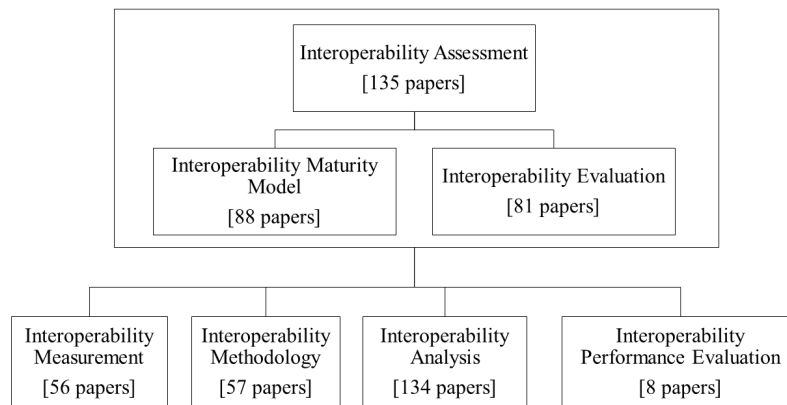 Interoperability Assessment
[135 papers]
Interoperability Maturity
Model
[88 papers]
Interoperability Evaluation
[81 papers]
Interoperability
Measurement
[56 papers]
Interoperability
Methodology
[57 papers]
Interoperability
Analysis
[134 papers]
Interoperability
Performance Evaluation
[8 papers]